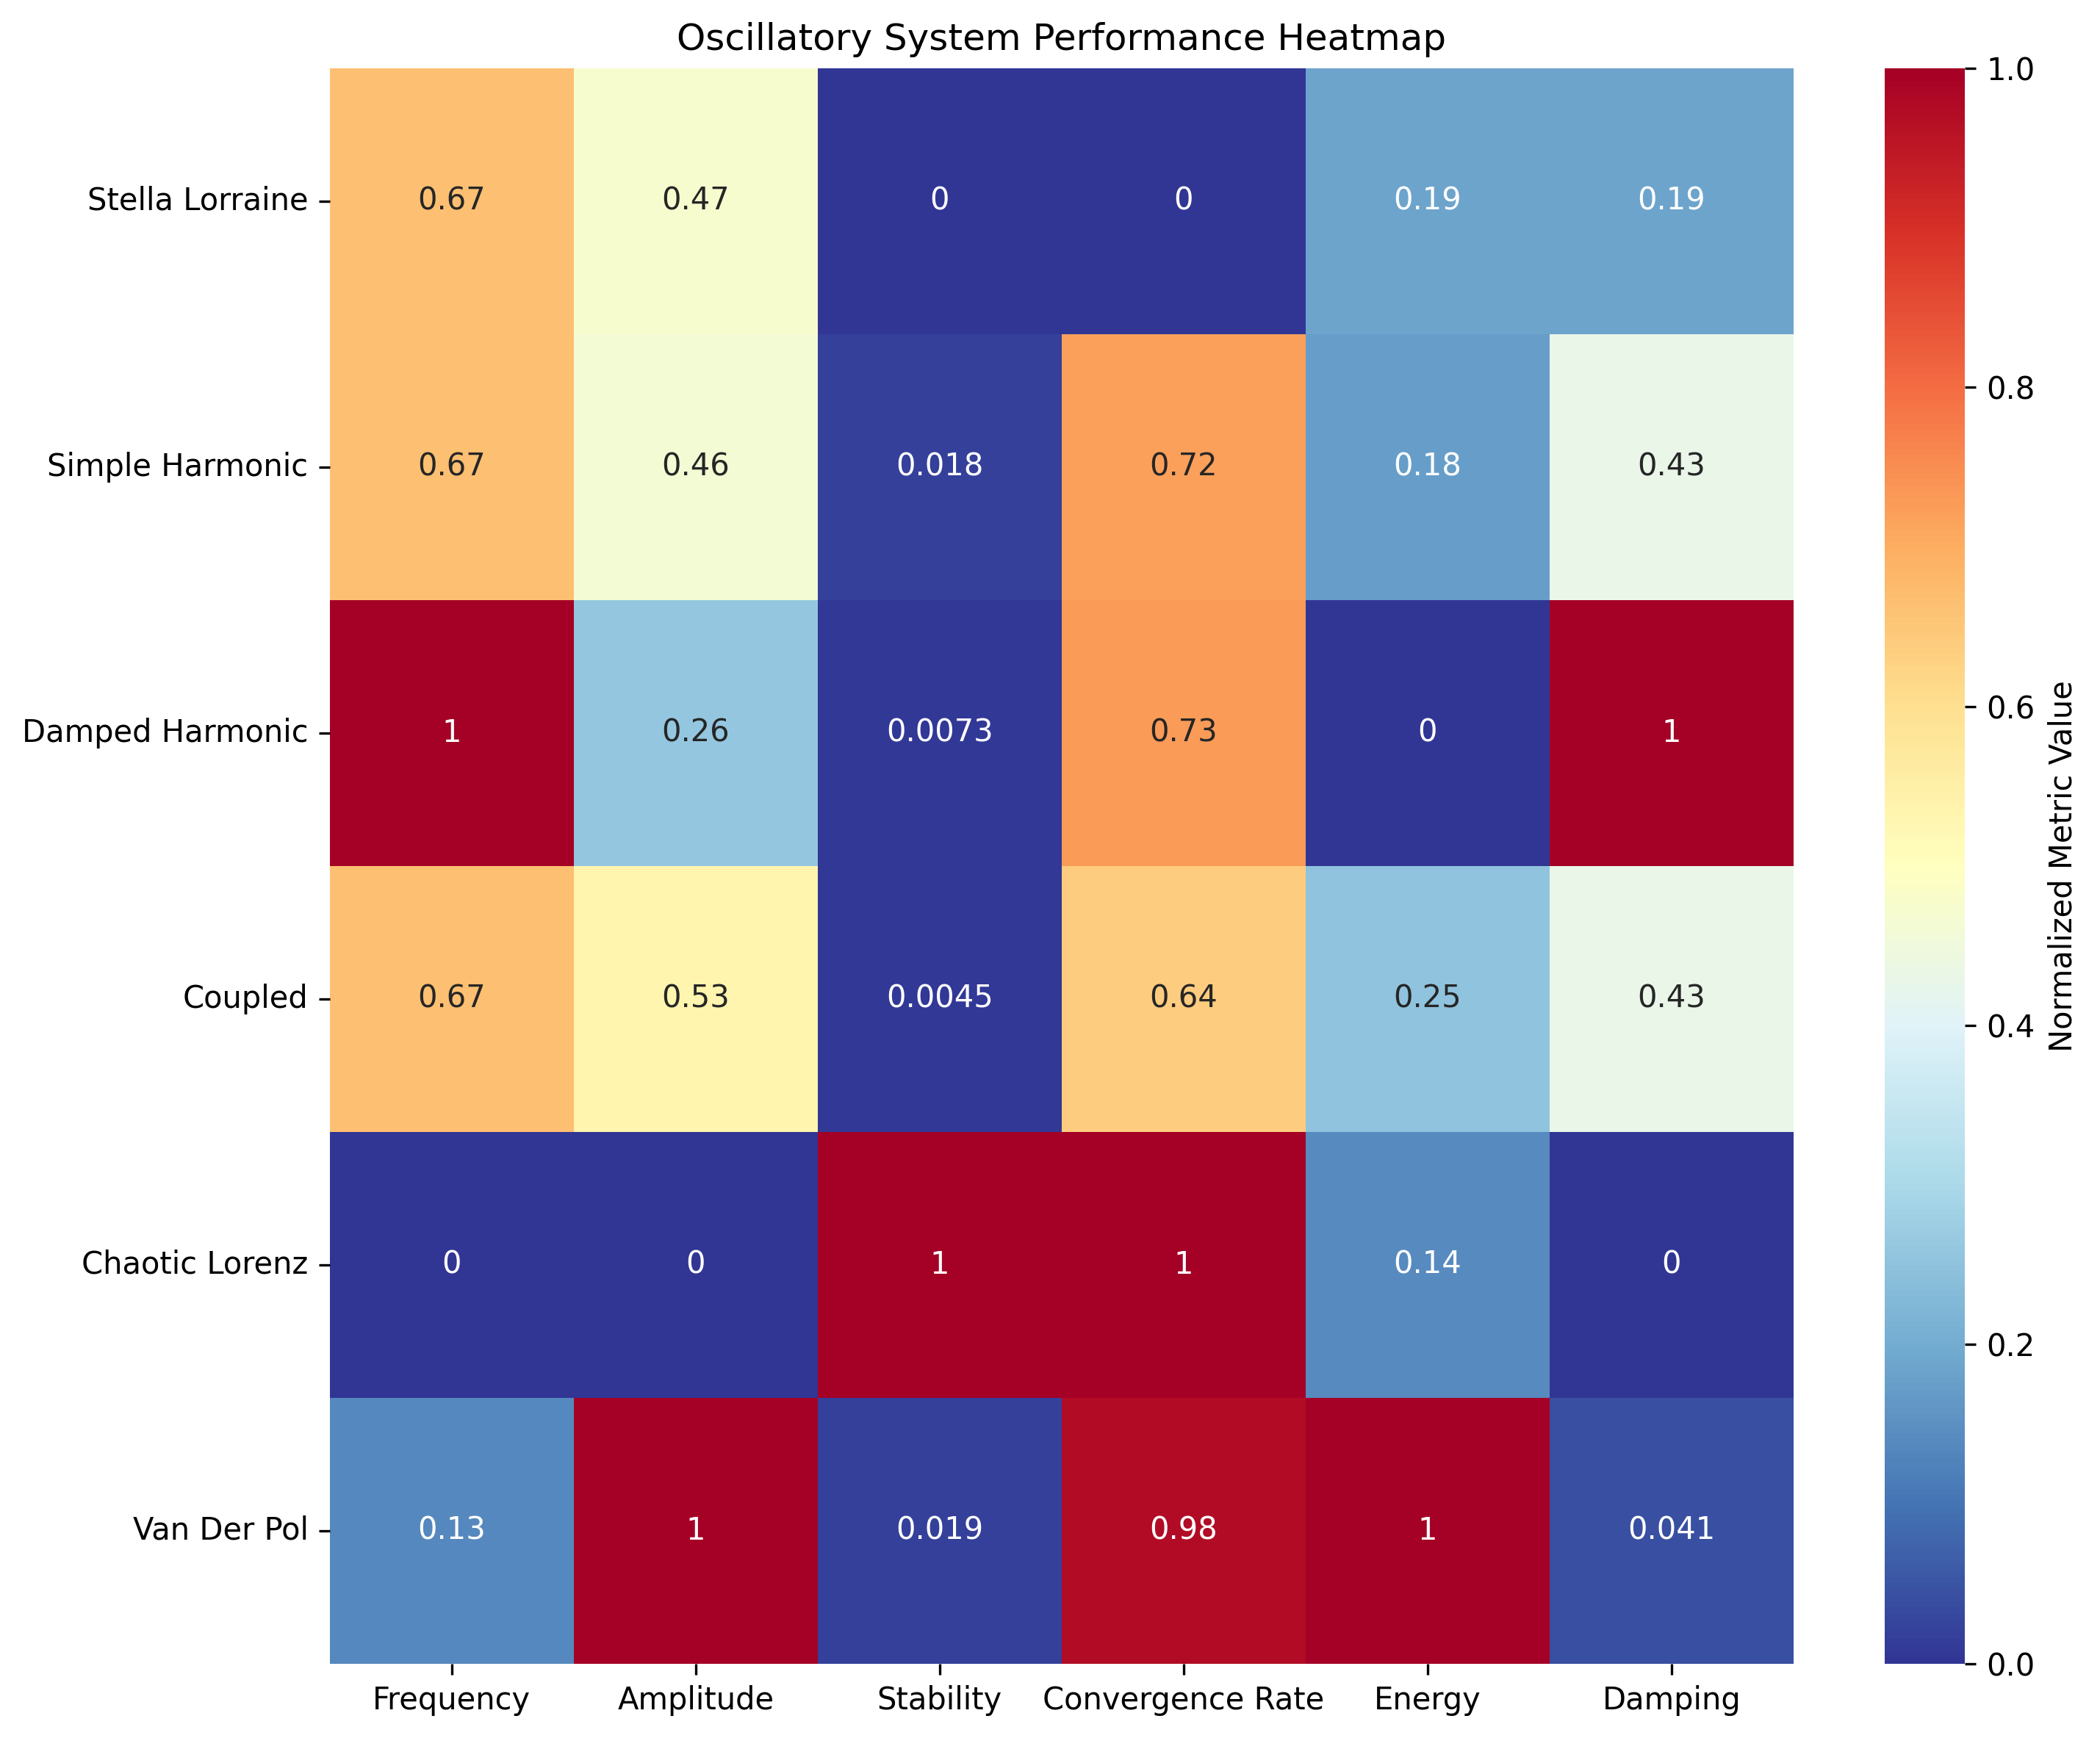 Oscillatory System Performance Heatmap
Stella Lorraine 0.67 0.47 0 0 0.19 0.19
Simple Harmonic 0.67 0.46 0.018 0.72 0.18 0.43
Damped Harmonic 1 0.26 0.0073 0.73 0 1
Coupled 0.67 0.53 0.0045 0.64 0.25 0.43
Chaotic Lorenz 0 0 1 1 0.14 0
Van Der Pol 0.13 1 0.019 0.98 1 0.041
Frequency Amplitude Stability Convergence Rate Energy Damping
1.0
0.8
0.6
0.4
0.2
0.0
Normalized Metric Value